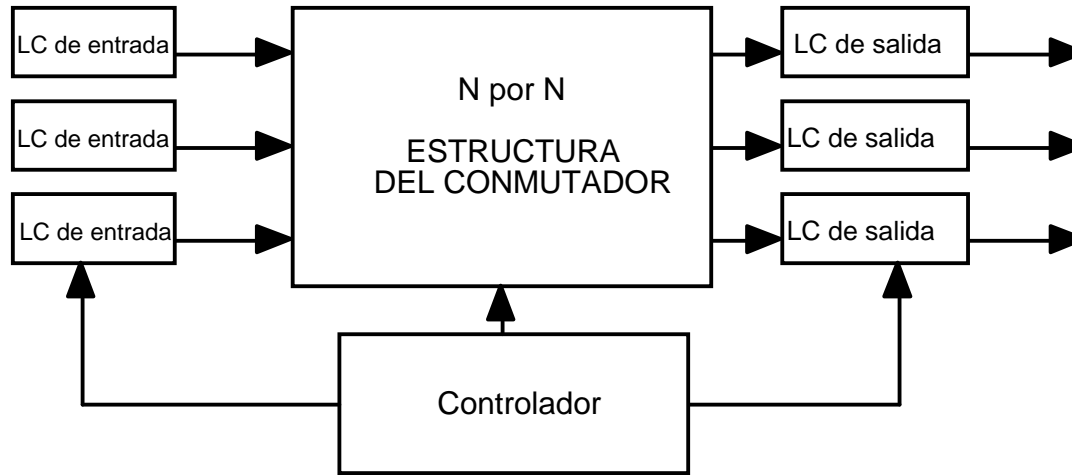 LC de entrada
LC de salida
LC de entrada
N por N
LC de salida
ESTRUCTURA
DEL CONMUTADOR
LC de entrada
LC de salida
Controlador